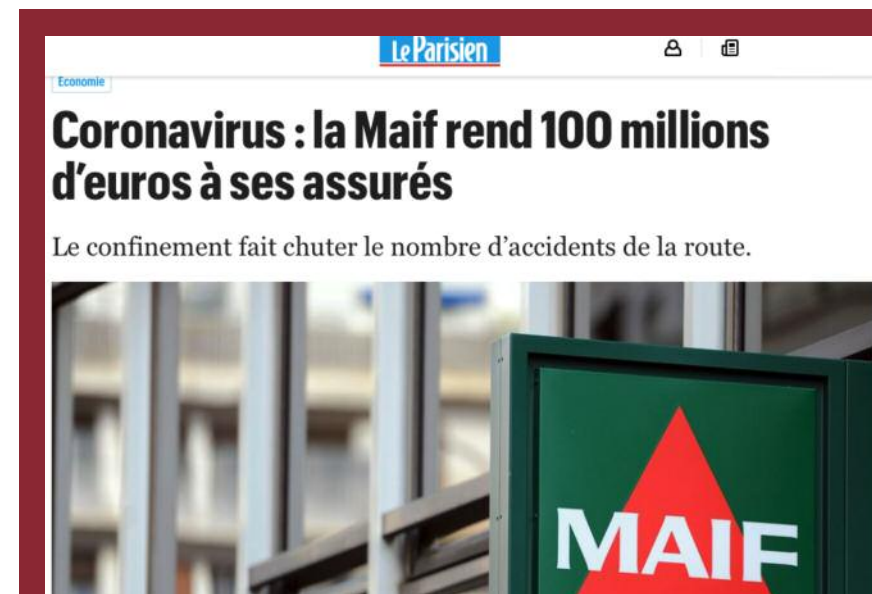 Le Parisien
Economie
Coronavirus : la Maif rend 100 millions
d'euros à ses assurés
Le confinement fait chuter le nombre d'accidents de la route.
MAIF